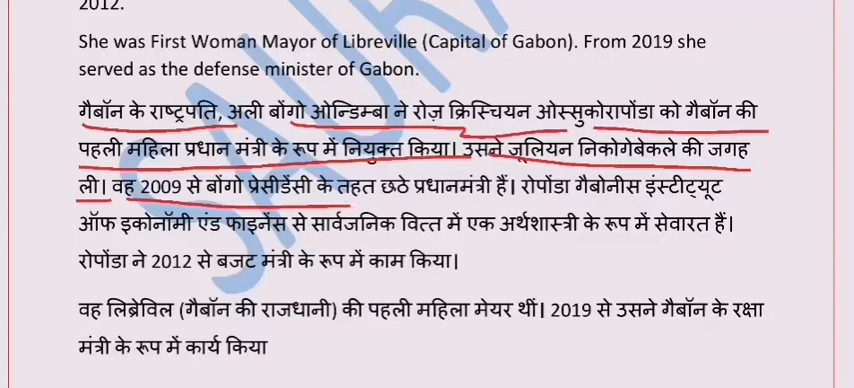 2012.
She was First Woman Mayor of Libreville (Capital of Gabon). From 2019 she
served as the defense minister of Gabon.
गैबॉन के राष्ट्रपति, अली बोंगो ओन्डिम्बा ने रोज़ क्रिस्चियन ओस्सुकोरापोंडा को गैबॉन की
पहली महिला प्रधान मंत्री के रूप में नियुक्त किया। उसने जूलियन निकोगेबेकले की जगह
ली। वह 2009 से बोंगो प्रेसीडेंसी के तहत छठे प्रधानमंत्री हैं। रोपोंडा गैबोनीस इंस्टीट्यूट
ऑफ इकोनॉमी एंड फाइनेंस से सार्वजनिक वित्त में एक अर्थशास्त्री के रूप में सेवारत हैं।
रोपोंडा ने 2012 से बजट मंत्री के रूप में काम किया।
वह लिब्रेविल (गैबॉन की राजधानी) की पहली महिला मेयर थीं। 2019 से उसने गैबॉन के रक्षा
मंत्री के रूप में कार्य किया